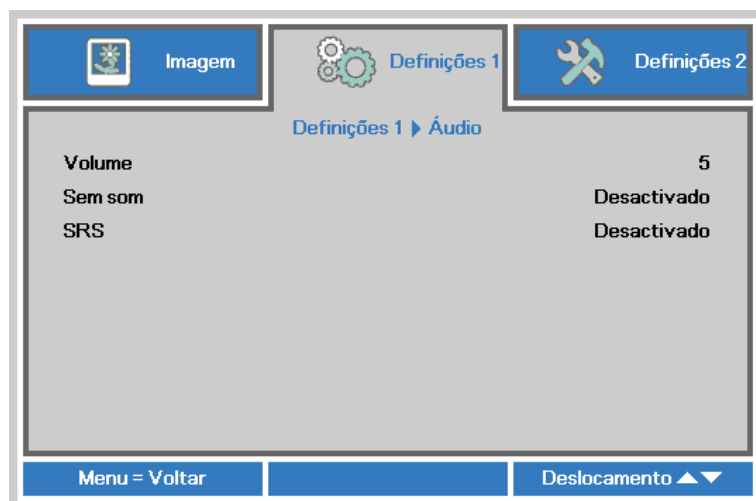 Imagem Definições 1 Definições 2
Definições 1 ▶ Áudio
Volume 5
Sem som Desactivado
SRS Desactivado
Menu = Voltar Deslocamento ▲▼